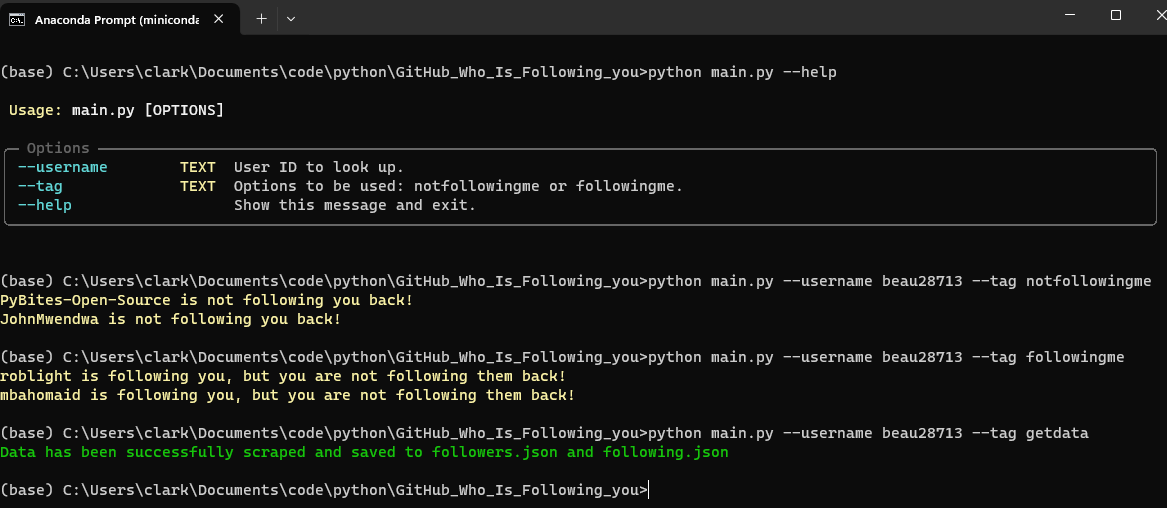 Anaconda Prompt (miniconda
(base) C:\Users\clark\Documents\code\python\GitHub_Who_Is_Following_you>python main.py --help
Usage: main.py [OPTIONS]
Options
--username TEXT User ID to look up.
--tag TEXT Options to be used: notfollowingme or followingme.
--help Show this message and exit.
(base) C:\Users\clark\Documents\code\python\GitHub_Who_Is_Following_you>python main.py --username beau28713 --tag notfollowingme
PyBites-Open-Source is not following you back!
JohnMwendwa is not following you back!
(base) C:\Users\clark\Documents\code\python\GitHub_Who_Is_Following_you>python main.py --username beau28713 --tag followingme
roblight is following you, but you are not following them back!
mbahomaid is following you, but you are not following them back!
(base) C:\Users\clark\Documents\code\python\GitHub_Who_Is_Following_you>python main.py --username beau28713 --tag getdata
Data has been successfully scraped and saved to followers.json and following.json
(base) C:\Users\clark\Documents\code\python\GitHub_Who_Is_Following_you>